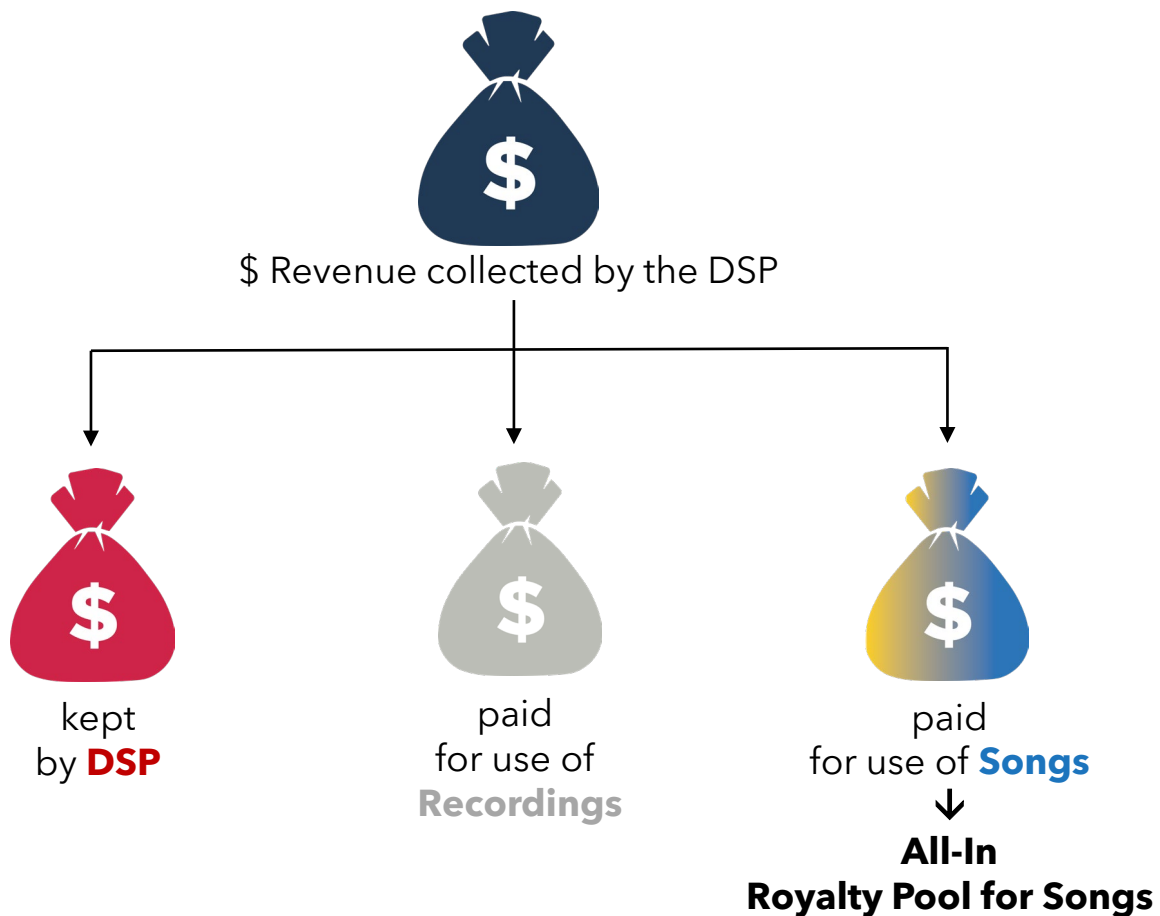 $
$ Revenue collected by the DSP
$
$
$
kept
by DSP
paid
for use of
Recordings
paid
for use of Songs
↓
All-In
Royalty Pool for Songs